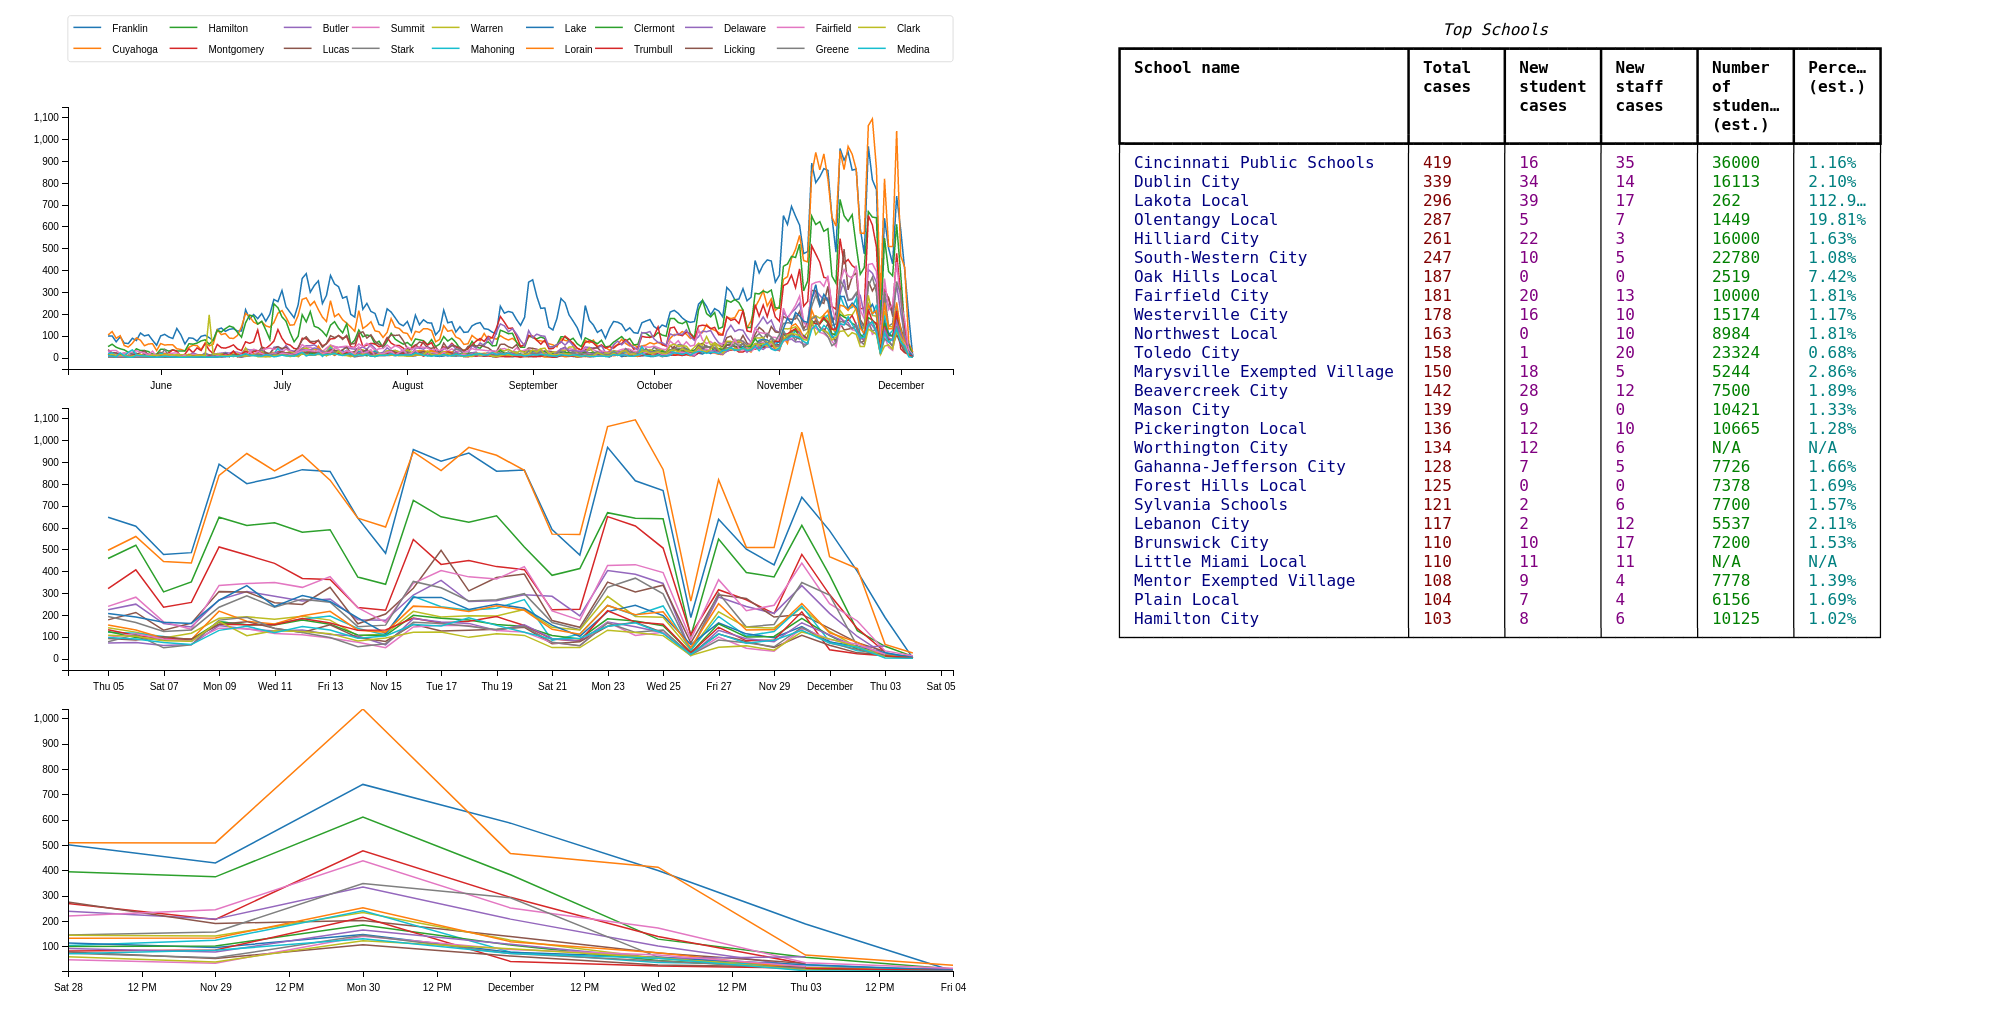 Franklin Hamilton Butler Summit Warren Lake Clermont Delaware Fairfield Clark
Cuyahoga Montgomery Lucas Stark Mahoning Lorain Trumbull Licking Greene Medina
1,100
1,000
900
800
700
600
500
400
300
200
100
0
June July August September October November December
1,100
1,000
900
800
700
600
500
400
300
200
100
0
Thu 05 Sat 07 Mon 09 Wed 11 Fri 13 Nov 15 Tue 17 Thu 19 Sat 21 Mon 23 Wed 25 Fri 27 Nov 29 December Thu 03 Sat 05
1,000
900
800
700
600
500
400
300
200
100
Sat 28 12 PM Nov 29 12 PM Mon 30 12 PM December 12 PM Wed 02 12 PM Thu 03 12 PM Fri 04
Top Schools
School name Total New New Number Perce…
cases student staff of (est.)
cases cases studen…
(est.)
Cincinnati Public Schools 419 16 35 36000 1.16%
Dublin City 339 34 14 16113 2.10%
Lakota Local 296 39 17 262 112.9…
Olentangy Local 287 5 7 1449 19.81%
Hilliard City 261 22 3 16000 1.63%
South-Western City 247 10 5 22780 1.08%
Oak Hills Local 187 0 0 2519 7.42%
Fairfield City 181 20 13 10000 1.81%
Westerville City 178 16 10 15174 1.17%
Northwest Local 163 0 10 8984 1.81%
Toledo City 158 1 20 23324 0.68%
Marysville Exempted Village 150 18 5 5244 2.86%
Beavercreek City 142 28 12 7500 1.89%
Mason City 139 9 0 10421 1.33%
Pickerington Local 136 12 10 10665 1.28%
Worthington City 134 12 6 N/A N/A
Gahanna-Jefferson City 128 7 5 7726 1.66%
Forest Hills Local 125 0 0 7378 1.69%
Sylvania Schools 121 2 6 7700 1.57%
Lebanon City 117 2 12 5537 2.11%
Brunswick City 110 10 17 7200 1.53%
Little Miami Local 110 11 11 N/A N/A
Mentor Exempted Village 108 9 4 7778 1.39%
Plain Local 104 7 4 6156 1.69%
Hamilton City 103 8 6 10125 1.02%